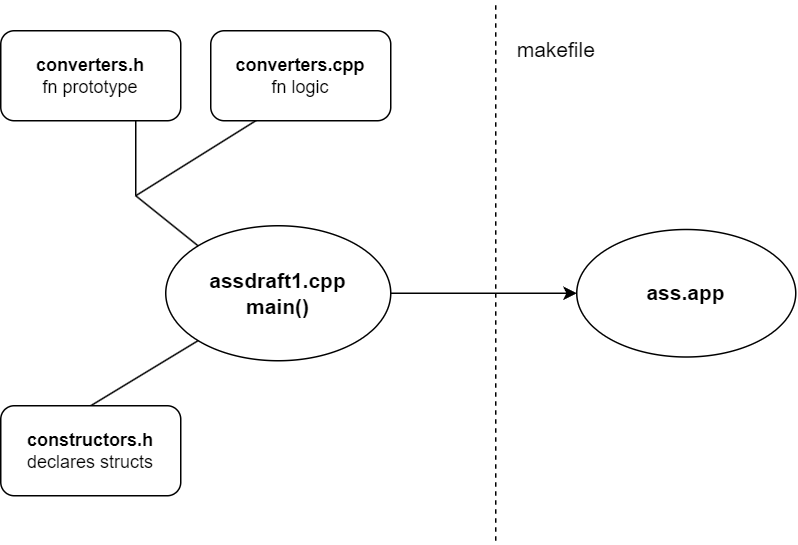 converters.h
fn prototype
converters.cpp
fn logic
makefile
assdraft1.cpp
main()
ass.app
constructors.h
declares structs